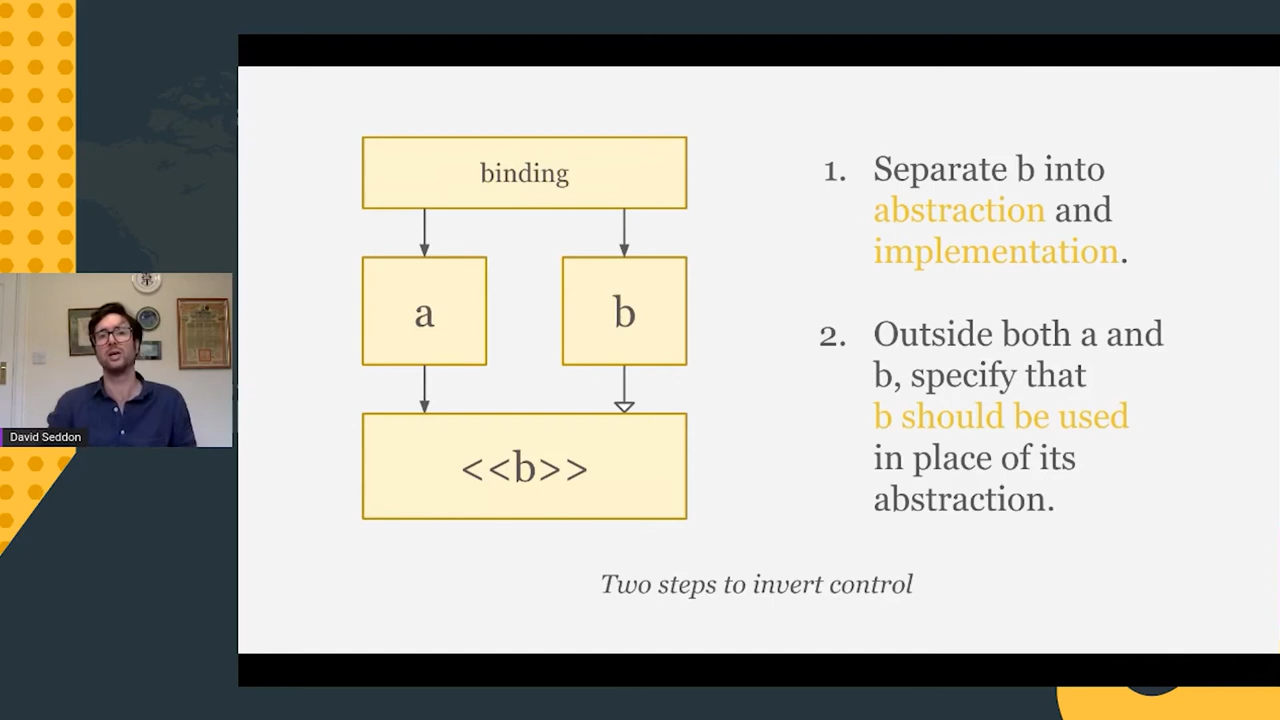 binding
a
b
<<b>>
1. Separate b into
abstraction and
implementation.
2. Outside both a and
b, specify that
b should be used
in place of its
abstraction.
Two steps to invert control
David Seddon